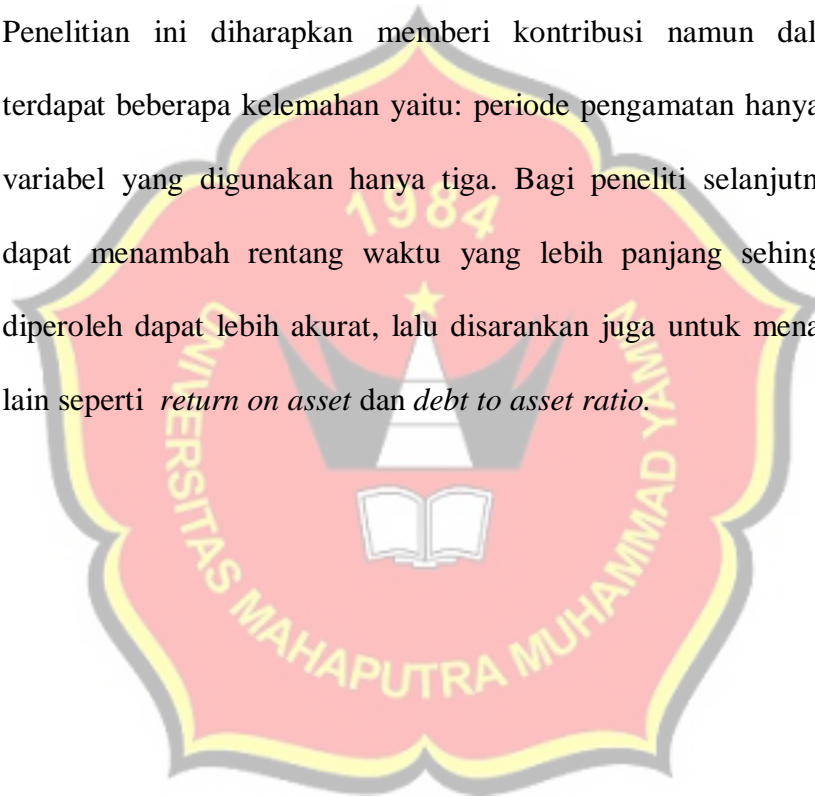 Penelitian ini diharapkan memberi kontribusi namun dal
terdapat beberapa kelemahan yaitu: periode pengamatan hanya
variabel yang digunakan hanya tiga. Bagi peneliti selanjutn
dapat menambah rentang waktu yang lebih panjang sehing
diperoleh dapat lebih akurat, lalu disarankan juga untuk mena
lain seperti return on asset dan debt to asset ratio.
1984
UNIVERSITAS MAHAPUTRA MUHAMMAD YAMIN